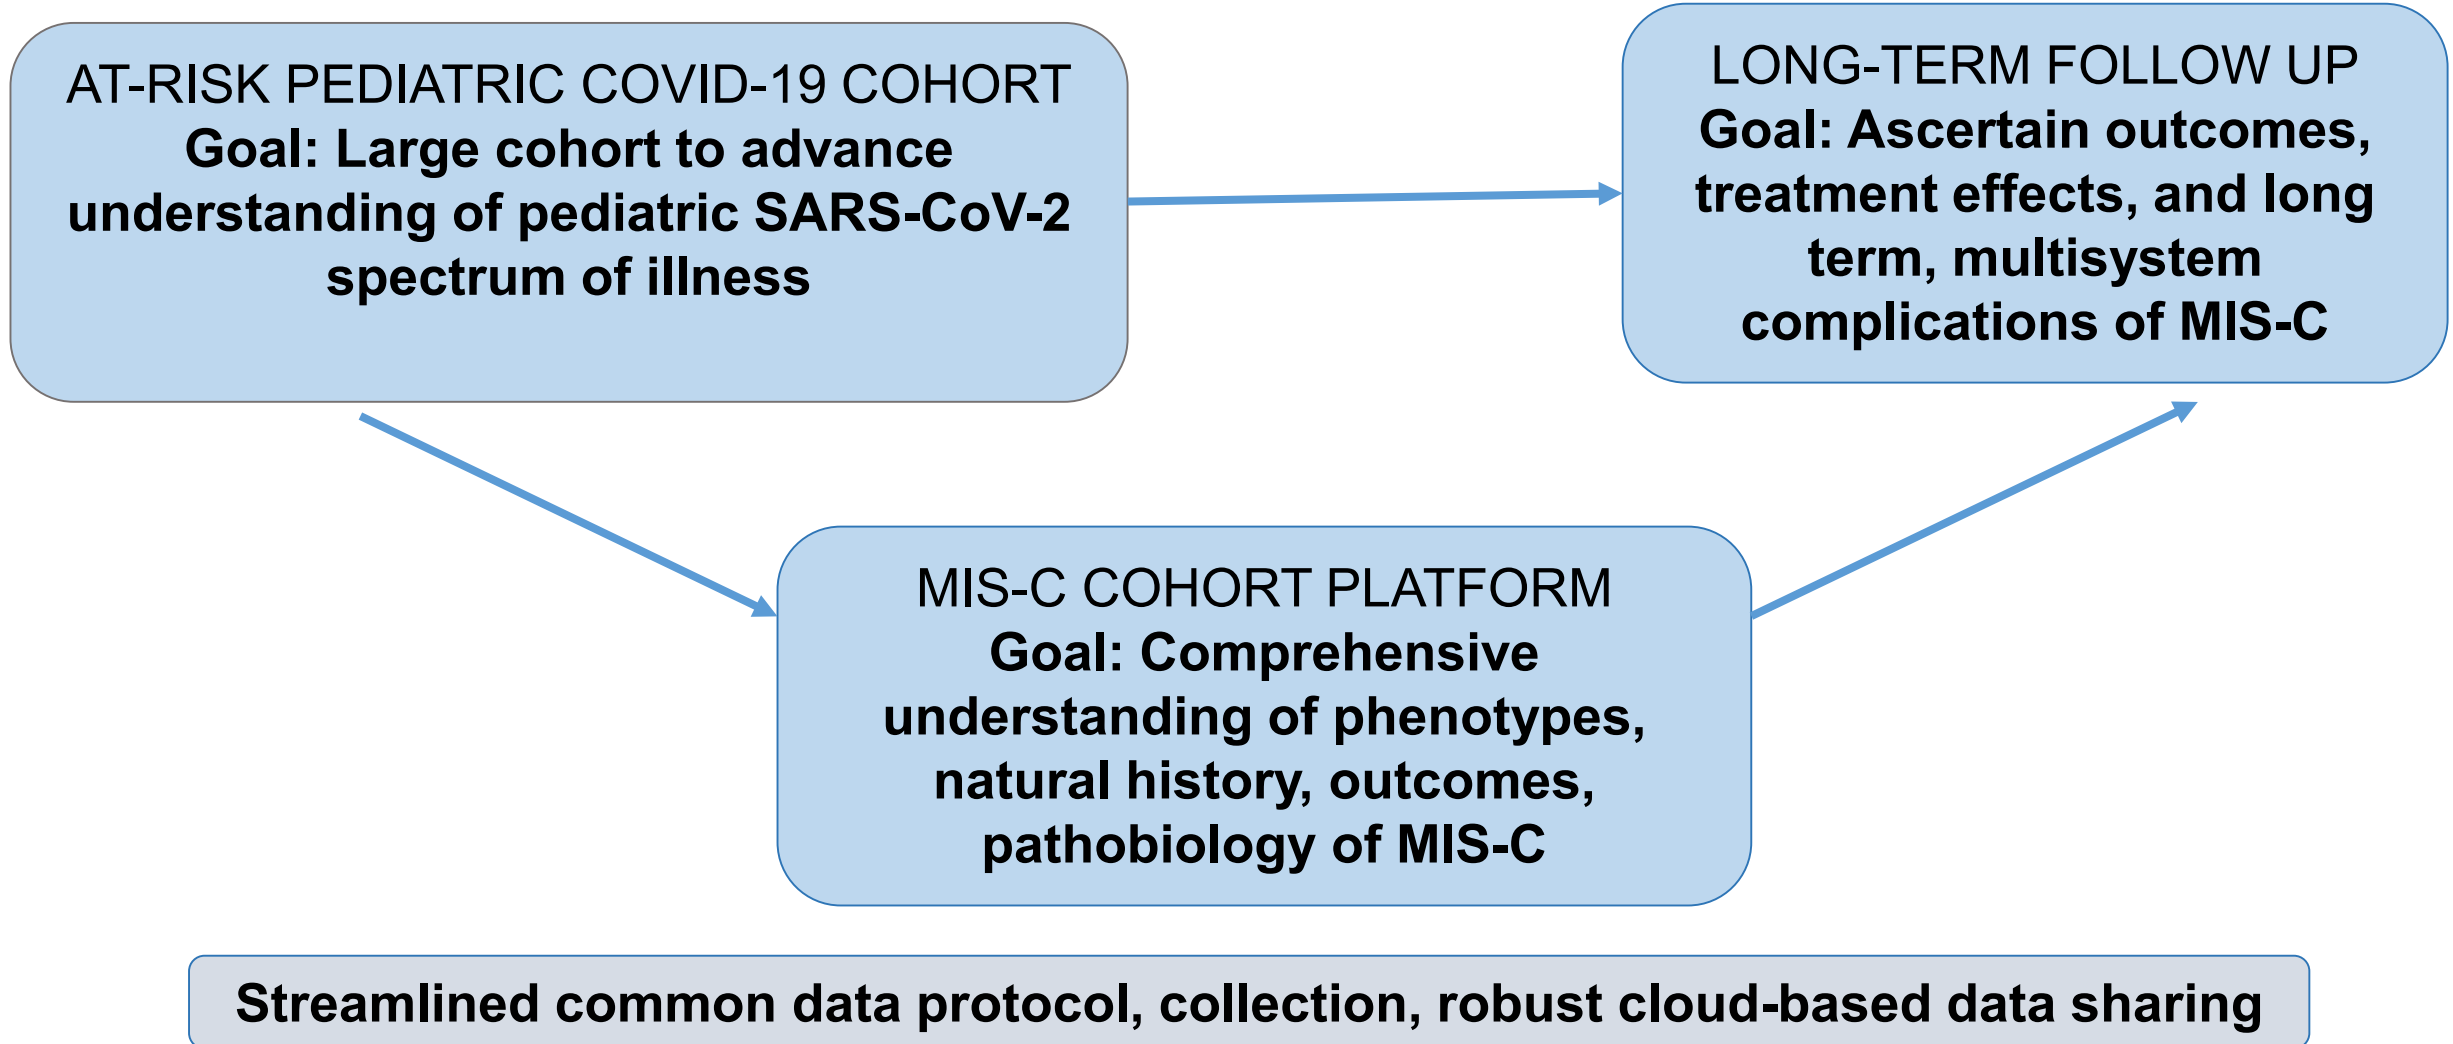 AT-RISK PEDIATRIC COVID-19 COHORT
Goal: Large cohort to advance
understanding of pediatric SARS-CoV-2
spectrum of illness
LONG-TERM FOLLOW UP
Goal: Ascertain outcomes,
treatment effects, and long
term, multisystem
complications of MIS-C
MIS-C COHORT PLATFORM
Goal: Comprehensive
understanding of phenotypes,
natural history, outcomes,
pathobiology of MIS-C
Streamlined common data protocol, collection, robust cloud-based data sharing